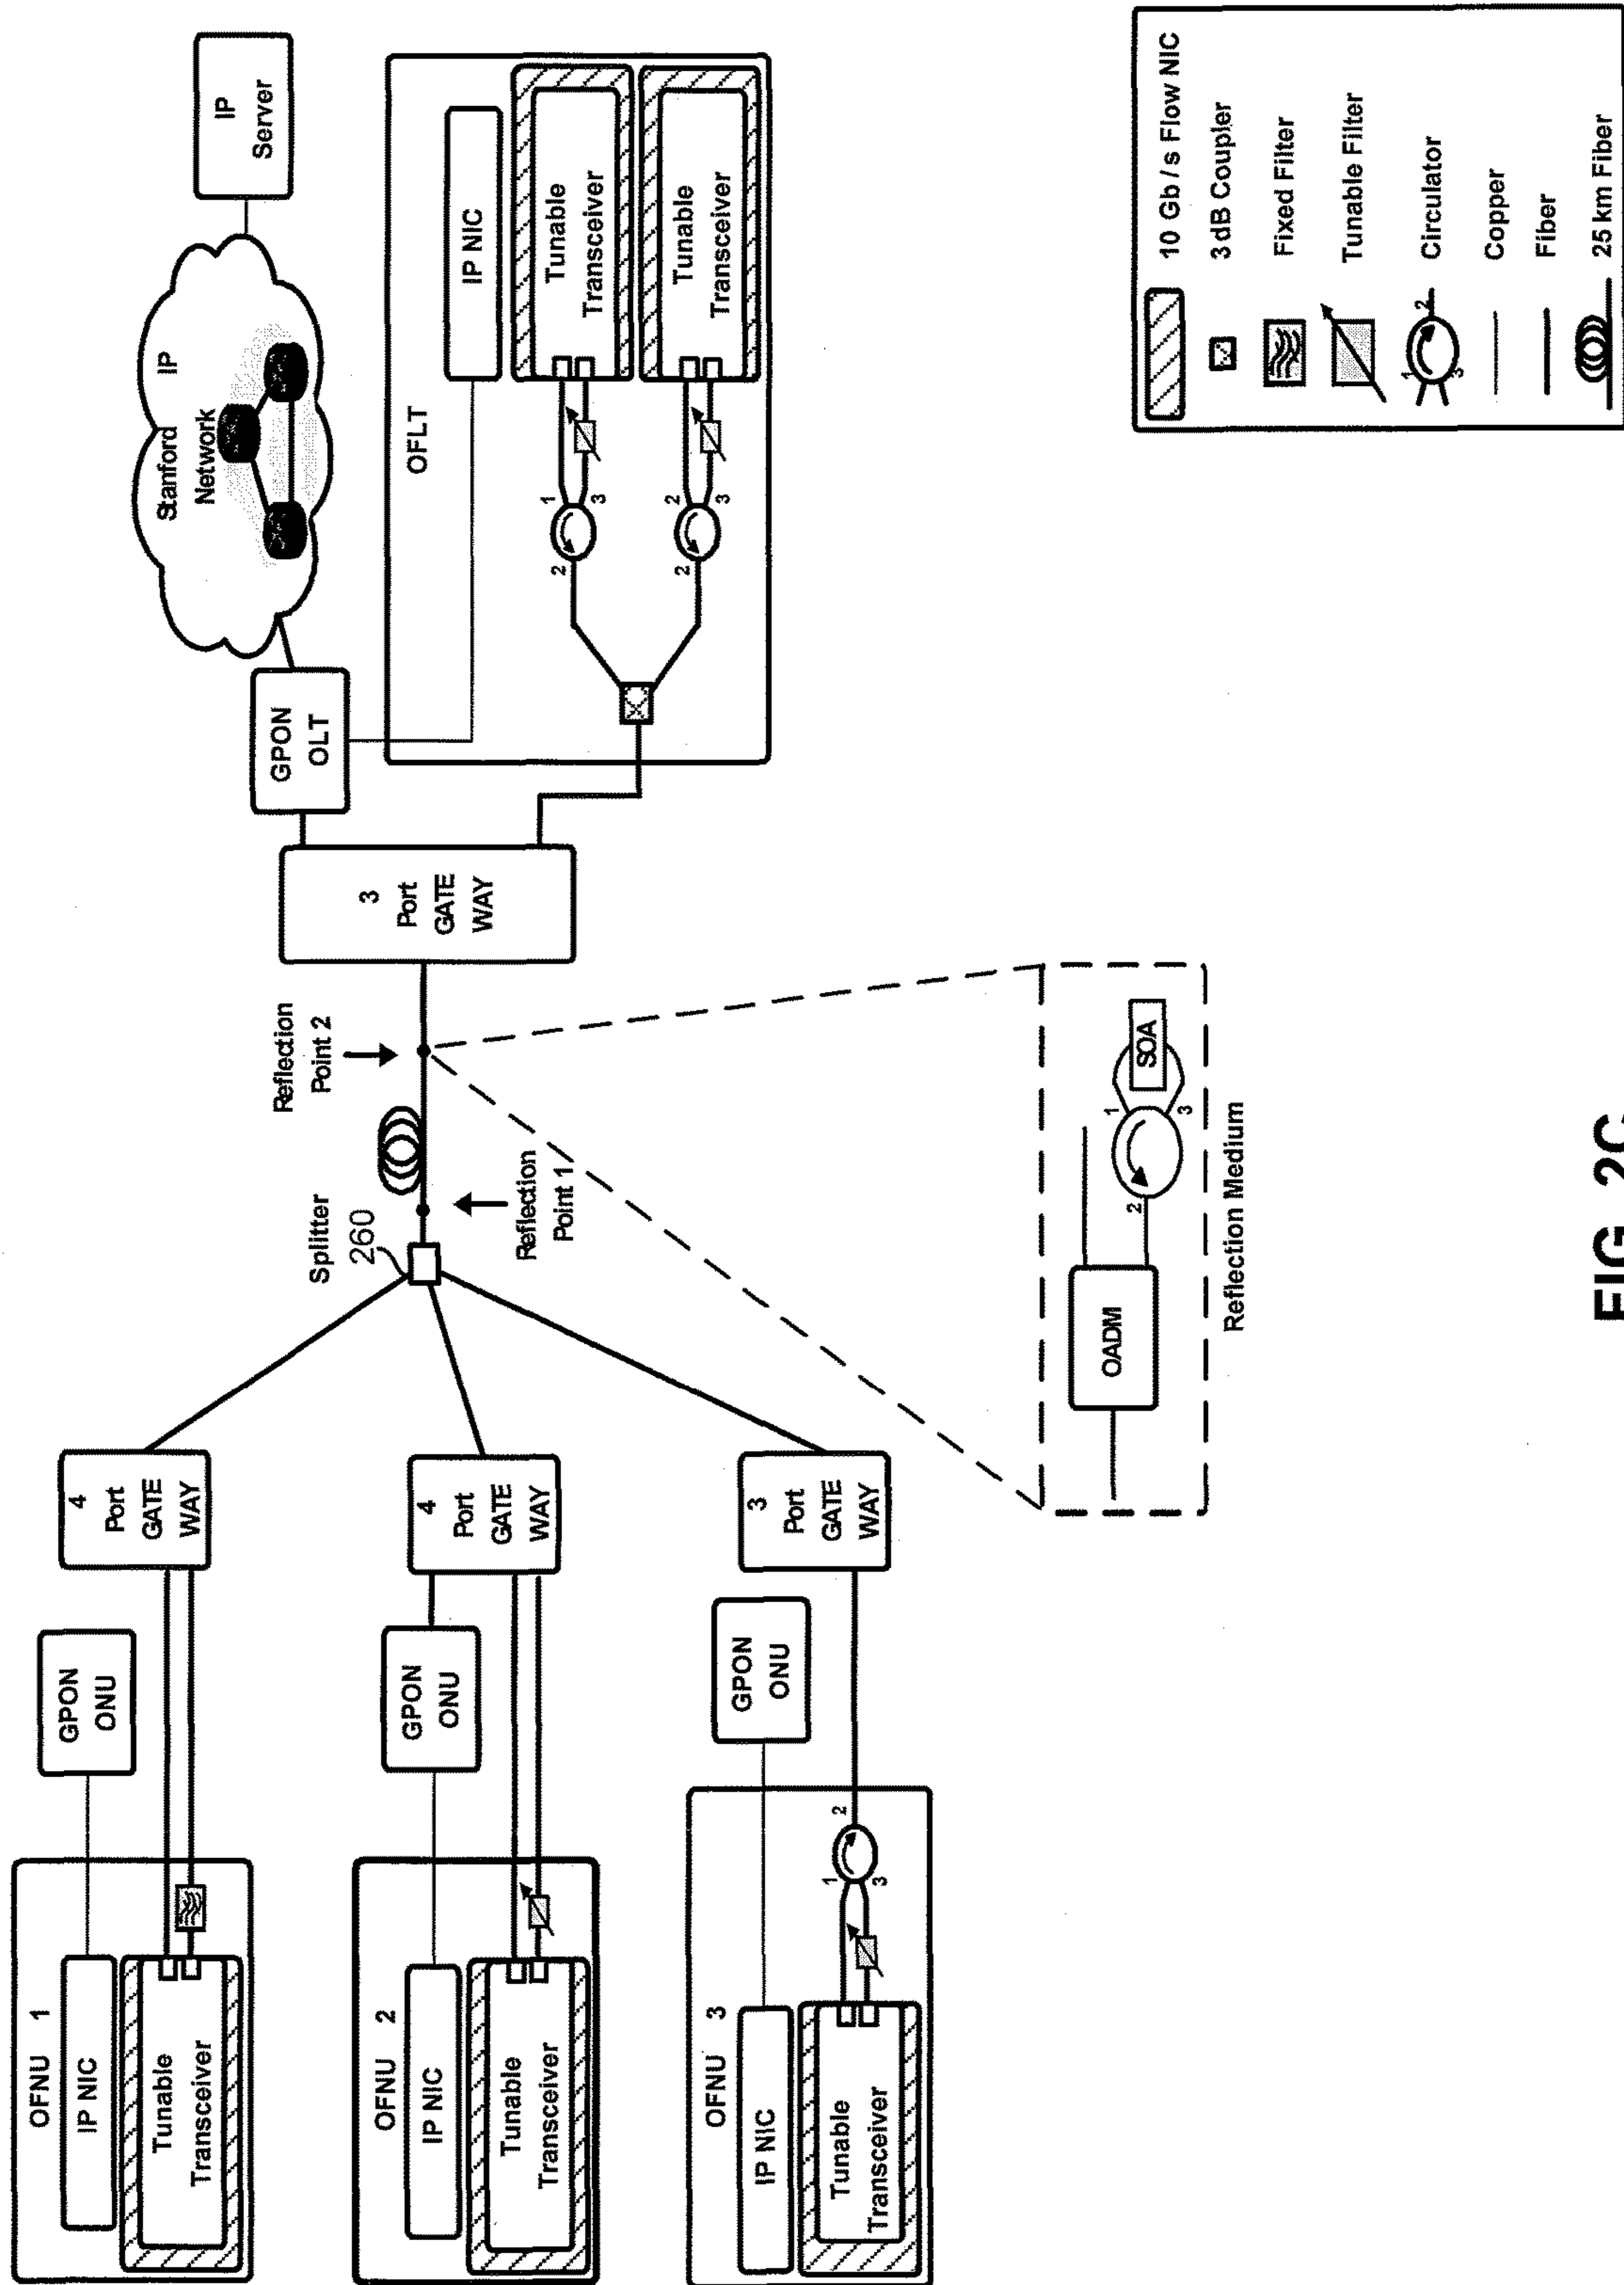 OFNU 1
IP NIC
Tunable
Transceiver
GPON
ONU
4
Port
GATE
WAY
OFNU 2
IP NIC
Tunable
Transceiver
GPON
ONU
4
Port
GATE
WAY
OFNU 3
IP NIC
Tunable
Transceiver
1
3
2
GPON
ONU
3
Port
GATE
WAY
Splitter
260
Reflection
Point 1
Reflection
Point 2
3
Port
GATE
WAY
GPON
OLT
Stanford IP
Network
IP
Server
OFLT
IP NIC
Tunable
Transceiver
2
1
3
Tunable
Transceiver
2
2
3
OADM
2
1
3
SOA
Reflection Medium
10 Gb / s Flow NIC
3 dB Coupler
Fixed Filter
Tunable Filter
1
2
3
Circulator
Copper
Fiber
25 km Fiber
FIG 2C